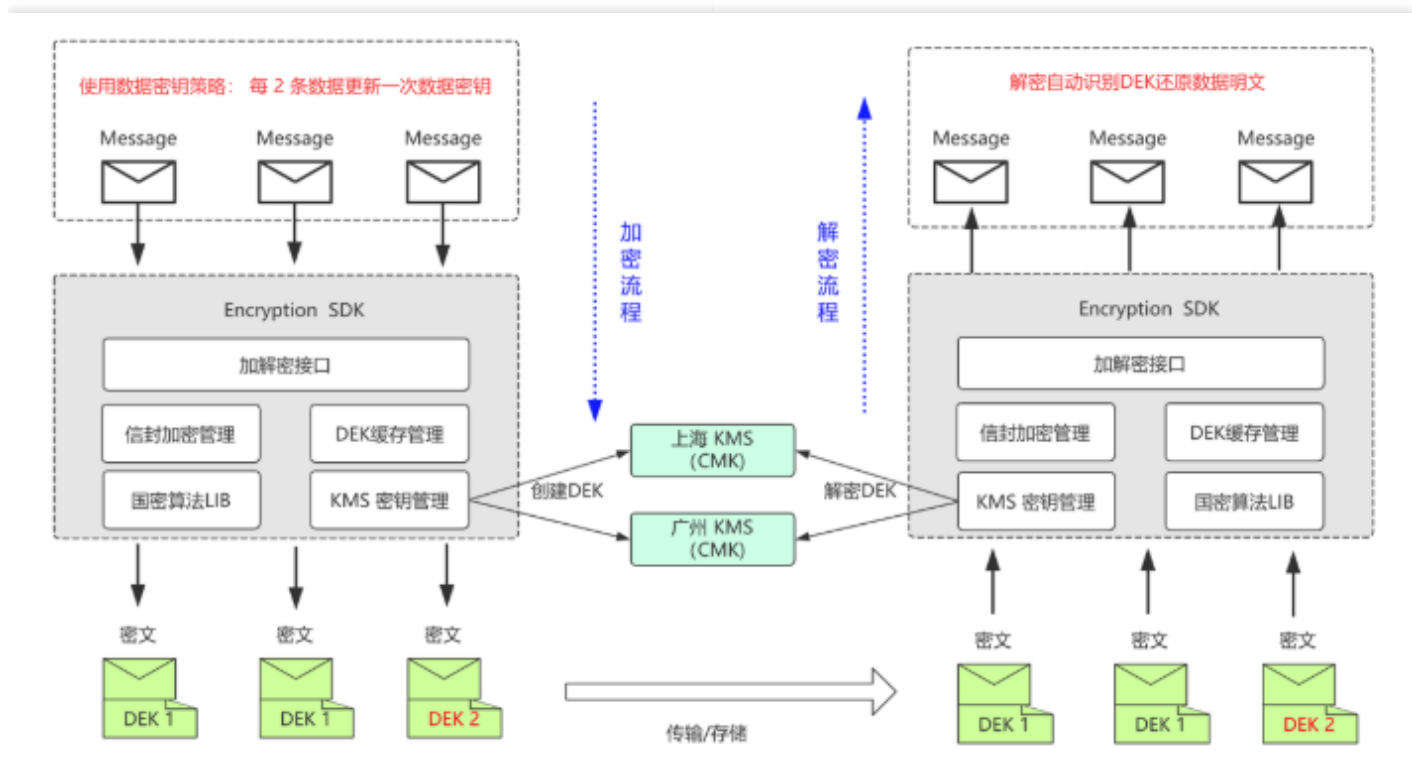 使用数据密钥策略： 每 2 条数据更新一次数据密钥
解密自动识别DEK还原数据明文
Message Message Message
Message Message Message
加密流程
解密流程
Encryption SDK
Encryption SDK
加解密接口
加解密接口
信封加密管理
DEK缓存管理
上海 KMS
(CMK)
信封加密管理
DEK缓存管理
国密算法LIB
KMS 密钥管理
创建DEK
解密DEK
KMS 密钥管理
国密算法LIB
广州 KMS
(CMK)
密文 密文 密文
密文 密文 密文
DEK 1 DEK 1 DEK 2
DEK 1 DEK 1 DEK 2
传输/存储